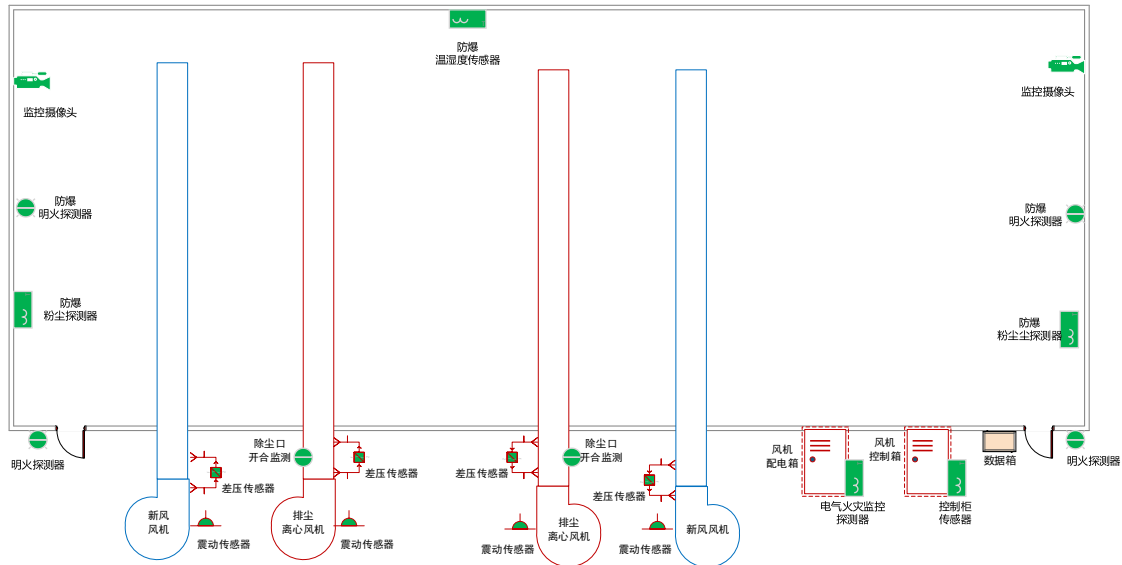 防爆
温湿度传感器
监控摄像头
监控摄像头
防爆
明火探测器
防爆
明火探测器
防爆
粉尘探测器
防爆
粉尘尘探测器
明火探测器
除尘口
开合监测
差压传感器
差压传感器
除尘口
开合监测
差压传感器
差压传感器
风机
配电箱
风机
控制箱
数据箱
明火探测器
电气火灾监控
探测器
控制柜
传感器
新风
风机
震动传感器
排尘
离心风机
震动传感器
震动传感器
排尘
离心风机
震动传感器
新风风机